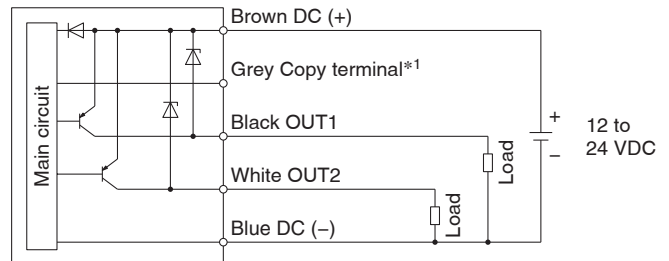 Brown DC (+)
Grey Copy terminal*1
Black OUT1
White OUT2
Blue DC (−)
Main circuit
Load
Load
+
−
12 to
24 VDC